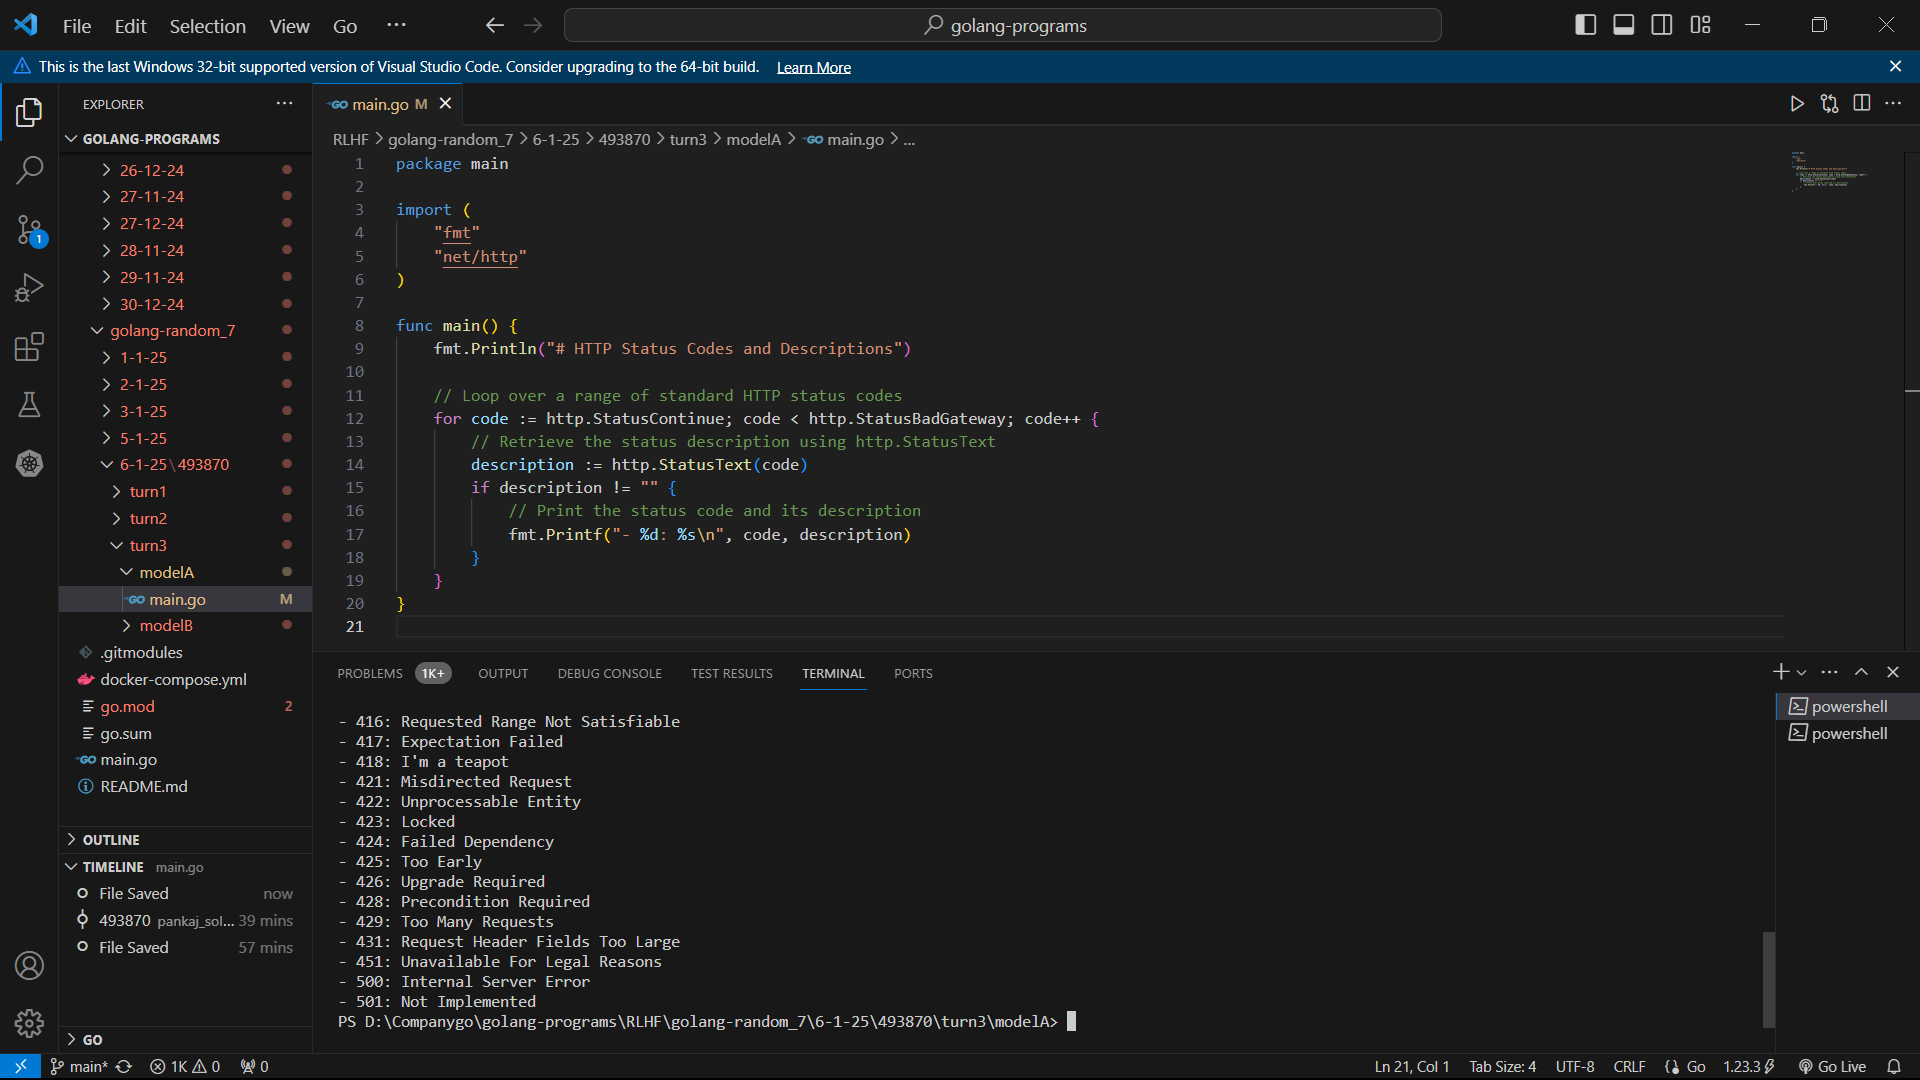 File Edit Selection View Go ··· golang-programs
This is the last Windows 32-bit supported version of Visual Studio Code. Consider upgrading to the 64-bit build. Learn More
EXPLORER
GOLANG-PROGRAMS
26-12-24
27-11-24
27-12-24
28-11-24
29-11-24
30-12-24
golang-random_7
1-1-25
2-1-25
3-1-25
5-1-25
6-1-25\493870
turn1
turn2
turn3
modelA
main.go M
modelB
.gitmodules
docker-compose.yml
go.mod 2
go.sum
main.go
README.md
OUTLINE
TIMELINE main.go
File Saved now
493870 pankaj_sol... 39 mins
File Saved 57 mins
GO
main.go M
RLHF > golang-random_7 > 6-1-25 > 493870 > turn3 > modelA > main.go > ...
1 package main
2
3 import (
4 "fmt"
5 "net/http"
6 )
7
8 func main() {
9 fmt.Println("# HTTP Status Codes and Descriptions")
10
11 // Loop over a range of standard HTTP status codes
12 for code := http.StatusContinue; code < http.StatusBadGateway; code++ {
13 // Retrieve the status description using http.StatusText
14 description := http.StatusText(code)
15 if description != "" {
16 // Print the status code and its description
17 fmt.Printf("- %d: %s\n", code, description)
18 }
19 }
20 }
21
PROBLEMS 1K+ OUTPUT DEBUG CONSOLE TEST RESULTS TERMINAL PORTS
- 416: Requested Range Not Satisfiable
- 417: Expectation Failed
- 418: I'm a teapot
- 421: Misdirected Request
- 422: Unprocessable Entity
- 423: Locked
- 424: Failed Dependency
- 425: Too Early
- 426: Upgrade Required
- 428: Precondition Required
- 429: Too Many Requests
- 431: Request Header Fields Too Large
- 451: Unavailable For Legal Reasons
- 500: Internal Server Error
- 501: Not Implemented
PS D:\Companygo\golang-programs\RLHF\golang-random_7\6-1-25\493870\turn3\modelA>
powershell
powershell
main* 1K 0 0 Ln 21, Col 1 Tab Size: 4 UTF-8 CRLF Go 1.23.3 Go Live